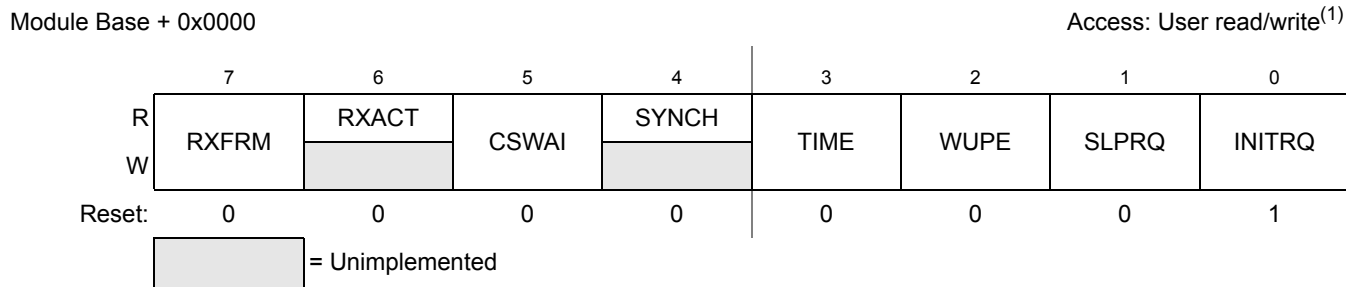 Module Base + 0x0000 Access: User read/write(1)
7 6 5 4 3 2 1 0
R RXFRM RXACT CSWAI SYNCH TIME WUPE SLPRQ INITRQ
W
Reset: 0 0 0 0 0 0 0 1
= Unimplemented